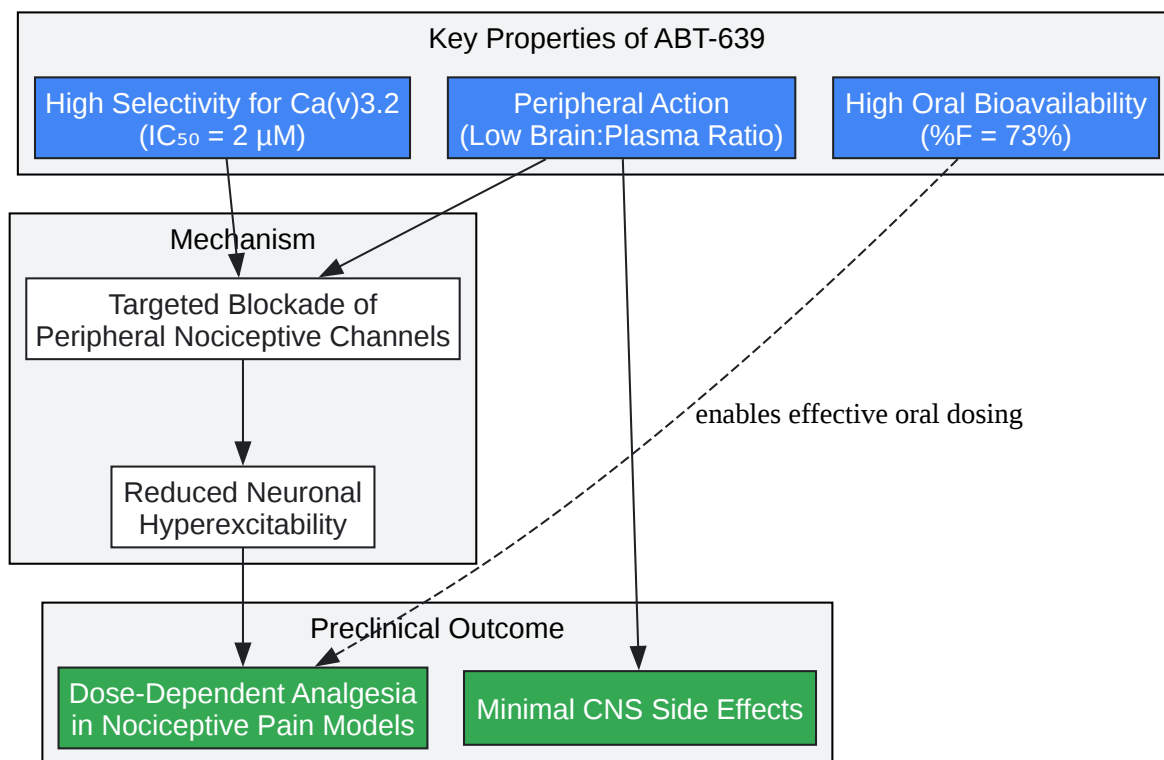 Key Properties of ABT-639
High Selectivity for Ca(v)3.2
(IC₅₀ = 2 µM)
Peripheral Action
(Low Brain:Plasma Ratio)
High Oral Bioavailability
(%F = 73%)
Mechanism
Targeted Blockade of
Peripheral Nociceptive Channels
enables effective oral dosing
Reduced Neuronal
Hyperexcitability
Preclinical Outcome
Dose-Dependent Analgesia
in Nociceptive Pain Models
Minimal CNS Side Effects